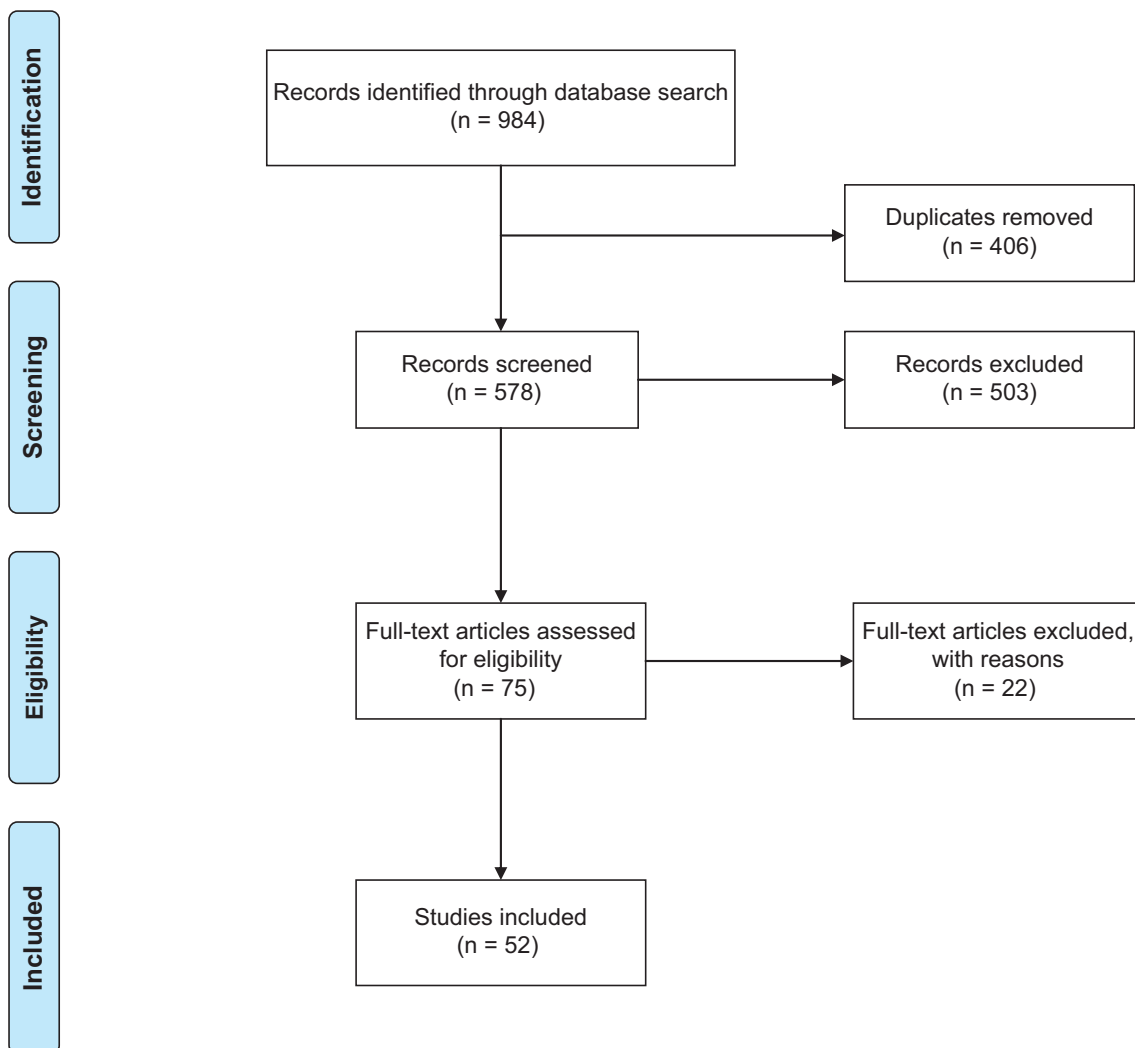 Identification
Records identified through database search
(n = 984)
Duplicates removed
(n = 406)
Screening
Records screened
(n = 578)
Records excluded
(n = 503)
Eligibility
Full-text articles assessed
for eligibility
(n = 75)
Full-text articles excluded,
with reasons
(n = 22)
Included
Studies included
(n = 52)